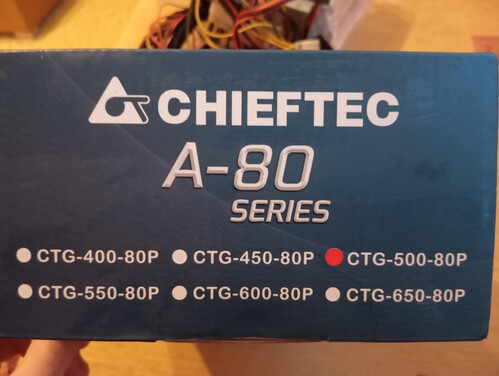 CHIEFTEC
A-80
SERIES
CTG-400-80P CTG-450-80P CTG-500-80P
CTG-550-80P CTG-600-80P CTG-650-80P